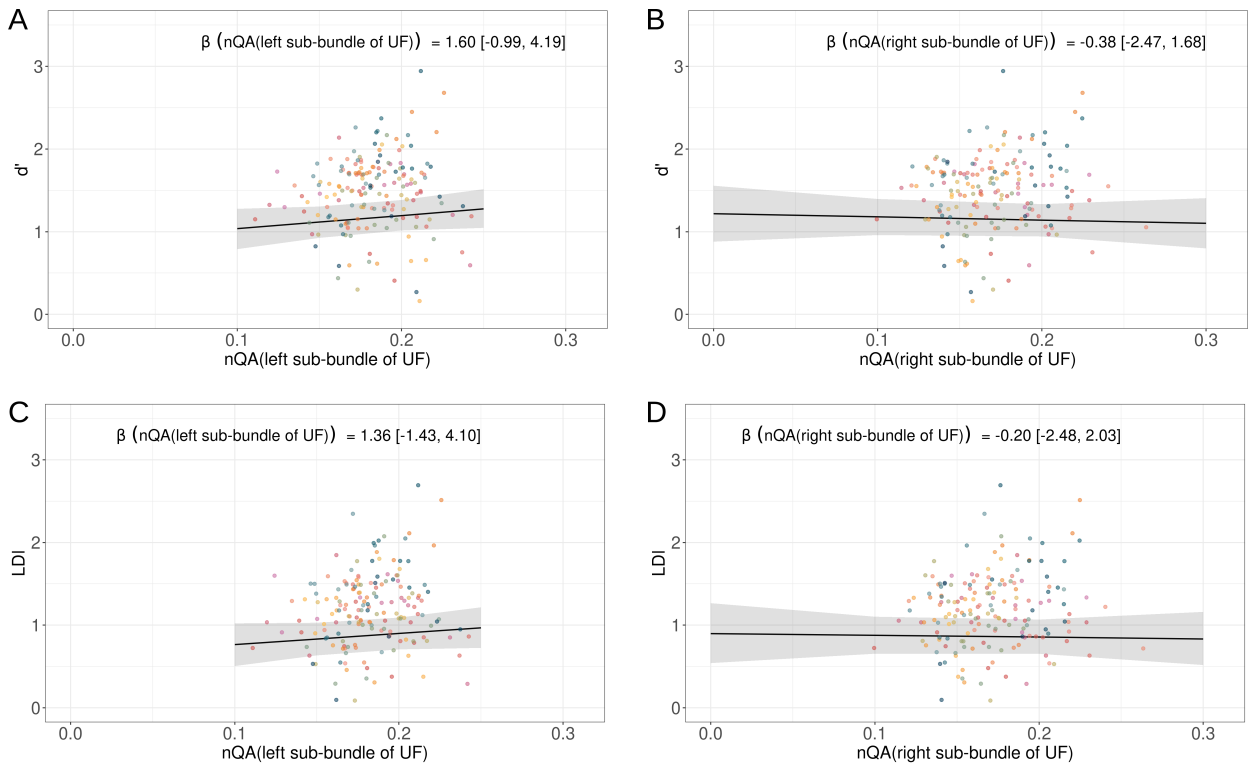 A
β (nQA(left sub-bundle of UF)) = 1.60 [-0.99, 4.19]
3
2
1
0
d'
0.0 0.1 0.2 0.3
nQA(left sub-bundle of UF)
B
β (nQA(right sub-bundle of UF)) = -0.38 [-2.47, 1.68]
3
2
1
0
d'
0.0 0.1 0.2 0.3
nQA(right sub-bundle of UF)
C
β (nQA(left sub-bundle of UF)) = 1.36 [-1.43, 4.10]
3
2
1
0
LDI
0.0 0.1 0.2 0.3
nQA(left sub-bundle of UF)
D
β (nQA(right sub-bundle of UF)) = -0.20 [-2.48, 2.03]
3
2
1
0
LDI
0.0 0.1 0.2 0.3
nQA(right sub-bundle of UF)